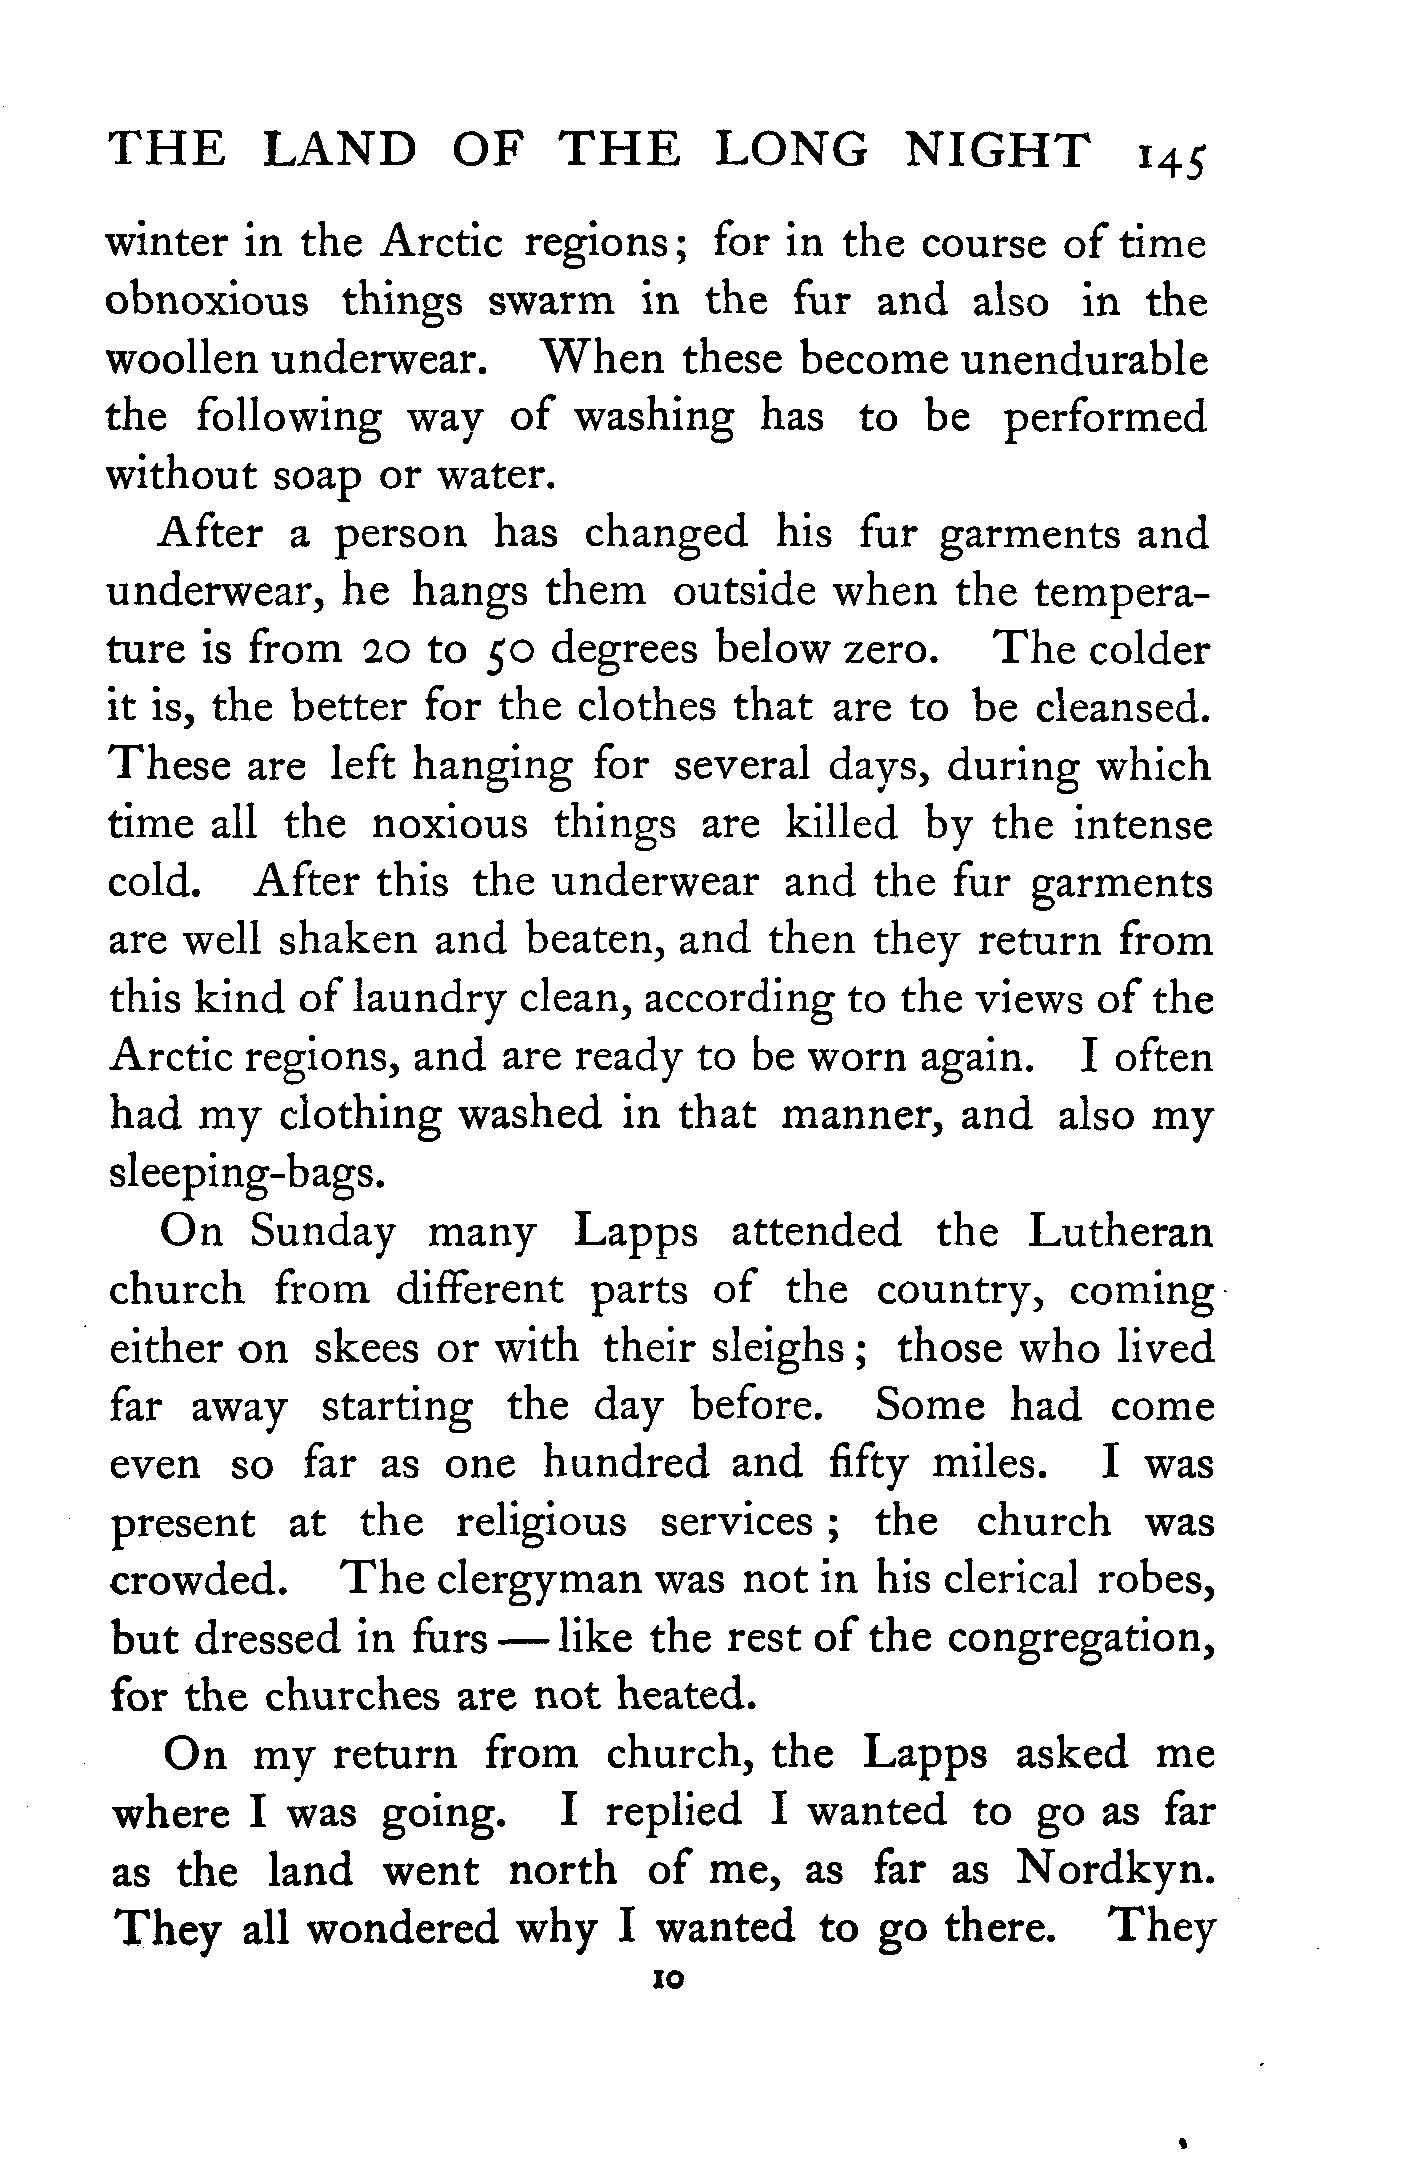 THE LAND OF THE LONG NIGHT 145
winter in the Arctic regions; for in the course of time
obnoxious things swarm in the fur and also in the
woollen underwear. When these become unendurable
the following way of washing has to be performed
without soap or water.
After a person has changed his fur garments and
underwear, he hangs them outside when the tempera-
ture is from 20 to 50 degrees below zero. The colder
it is, the better for the clothes that are to be cleansed.
These are left hanging for several days, during which
time all the noxious things are killed by the intense
cold. After this the underwear and the fur garments
are well shaken and beaten, and then they return from
this kind of laundry clean, according to the views of the
Arctic regions, and are ready to be worn again. I often
had my clothing washed in that manner, and also my
sleeping-bags.
On Sunday many Lapps attended the Lutheran
church from different parts of the country, coming
either on skees or with their sleighs; those who lived
far away starting the day before. Some had come
even so far as one hundred and fifty miles. I was
present at the religious services; the church was
crowded. The clergyman was not in his clerical robes,
but dressed in furs — like the rest of the congregation,
for the churches are not heated.
On my return from church, the Lapps asked me
where I was going. I replied I wanted to go as far
as the land went north of me, as far as Nordkyn.
They all wondered why I wanted to go there. They
10